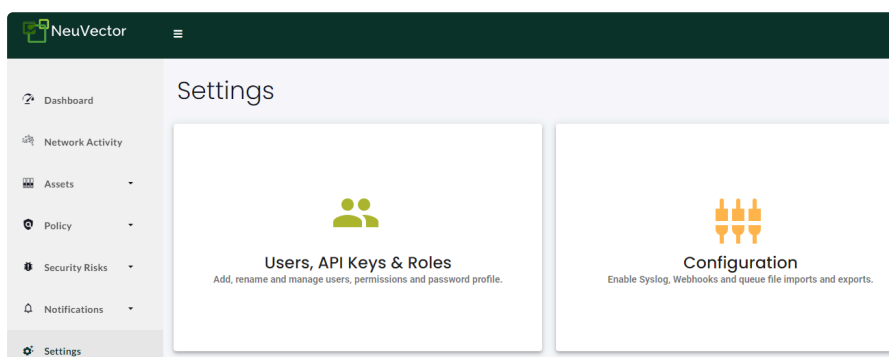 NeuVector
Dashboard
Network Activity
Assets
Policy
Security Risks
Notifications
Settings
Settings
Users, API Keys & Roles
Add, rename and manage users, permissions and password profile.
Configuration
Enable Syslog, Webhooks and queue file imports and exports.